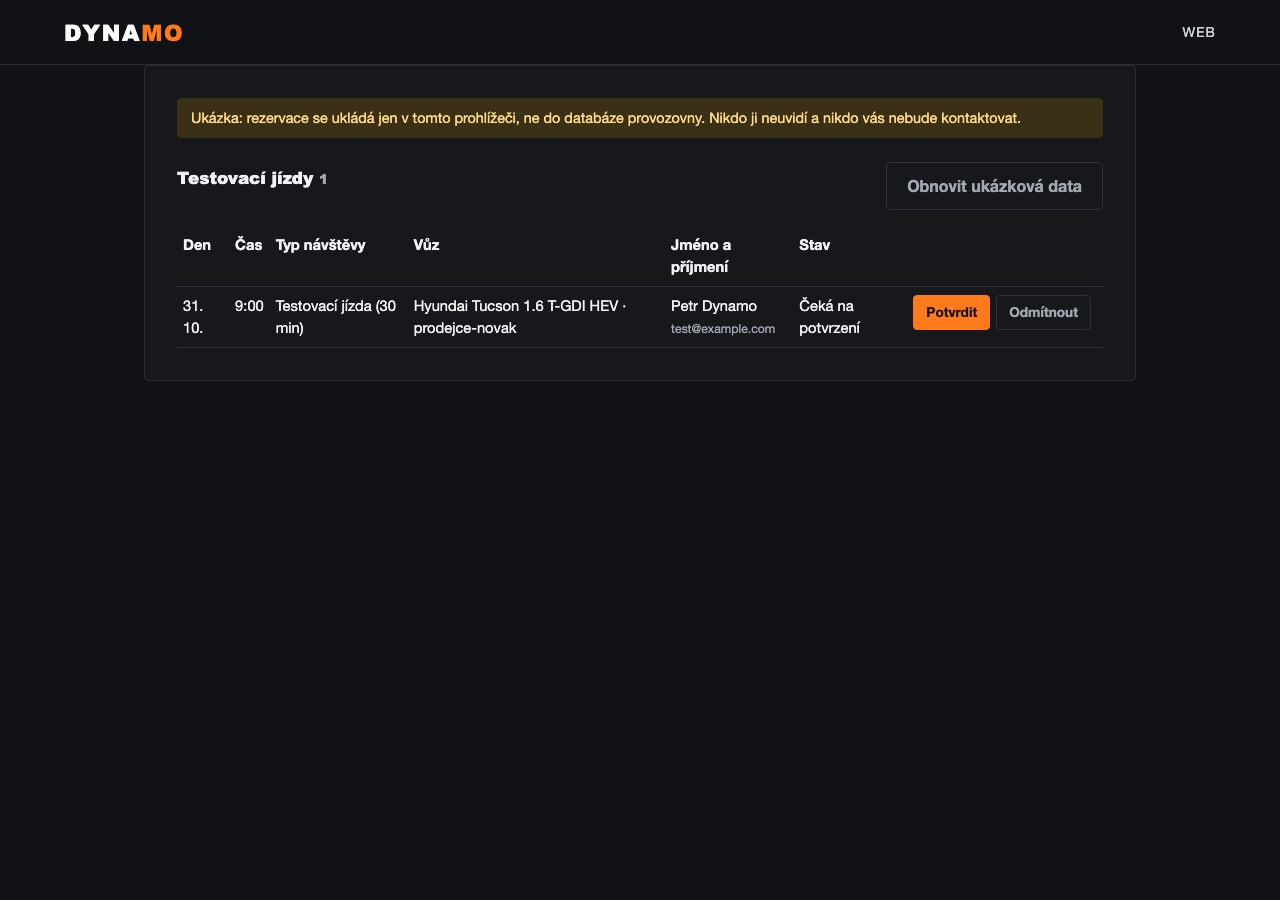 DYNAMO
WEB
Ukázka: rezervace se ukládá jen v tomto prohlížeči, ne do databáze provozovny. Nikdo ji neuvidí a nikdo vás nebude kontaktovat.
Testovací jízdy 1
Obnovit ukázková data
Den Čas Typ návštěvy Vůz Jméno a Stav
příjmení
31. 9:00 Testovací jízda (30 Hyundai Tucson 1.6 T-GDI HEV · Petr Dynamo Čeká na Potvrdit Odmítnout
10. min) prodejce-novak test@example.com potvrzení